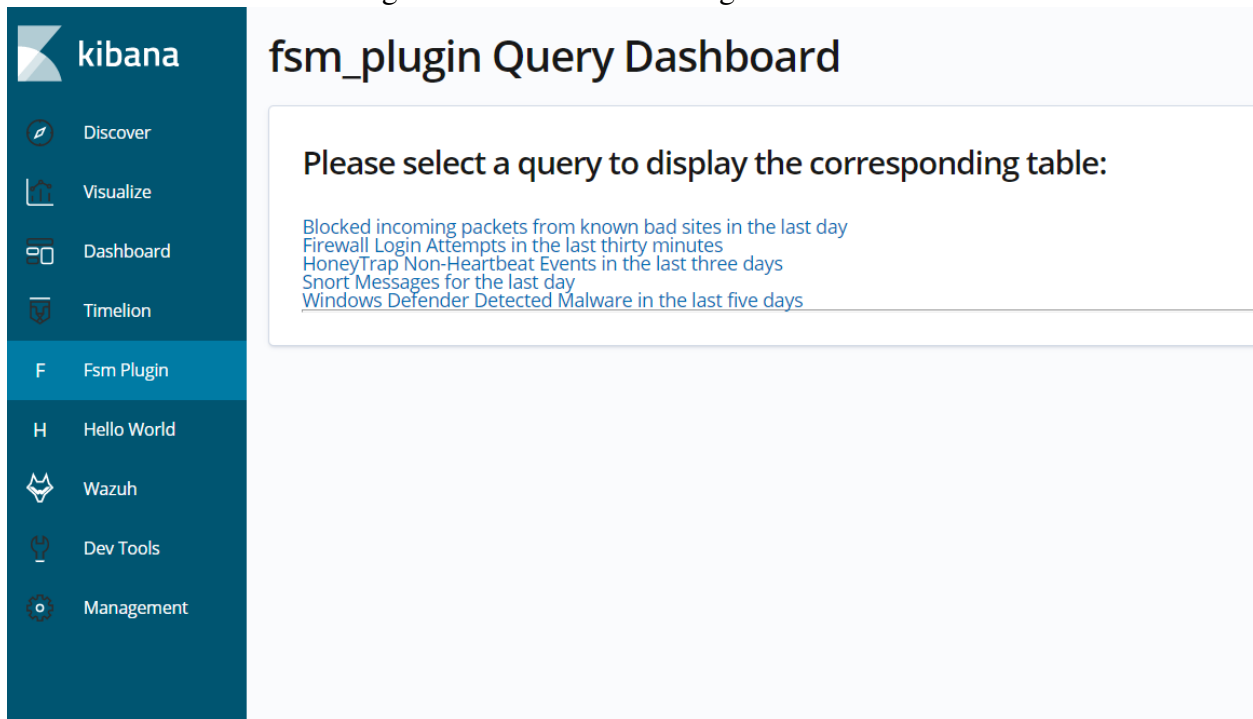 kibana
Discover
Visualize
Dashboard
Timelion
F Fsm Plugin
H Hello World
Wazuh
Dev Tools
Management
fsm_plugin Query Dashboard
Please select a query to display the corresponding table:
Blocked incoming packets from known bad sites in the last day
Firewall Login Attempts in the last thirty minutes
HoneyTrap Non-Heartbeat Events in the last three days
Snort Messages for the last day
Windows Defender Detected Malware in the last five days